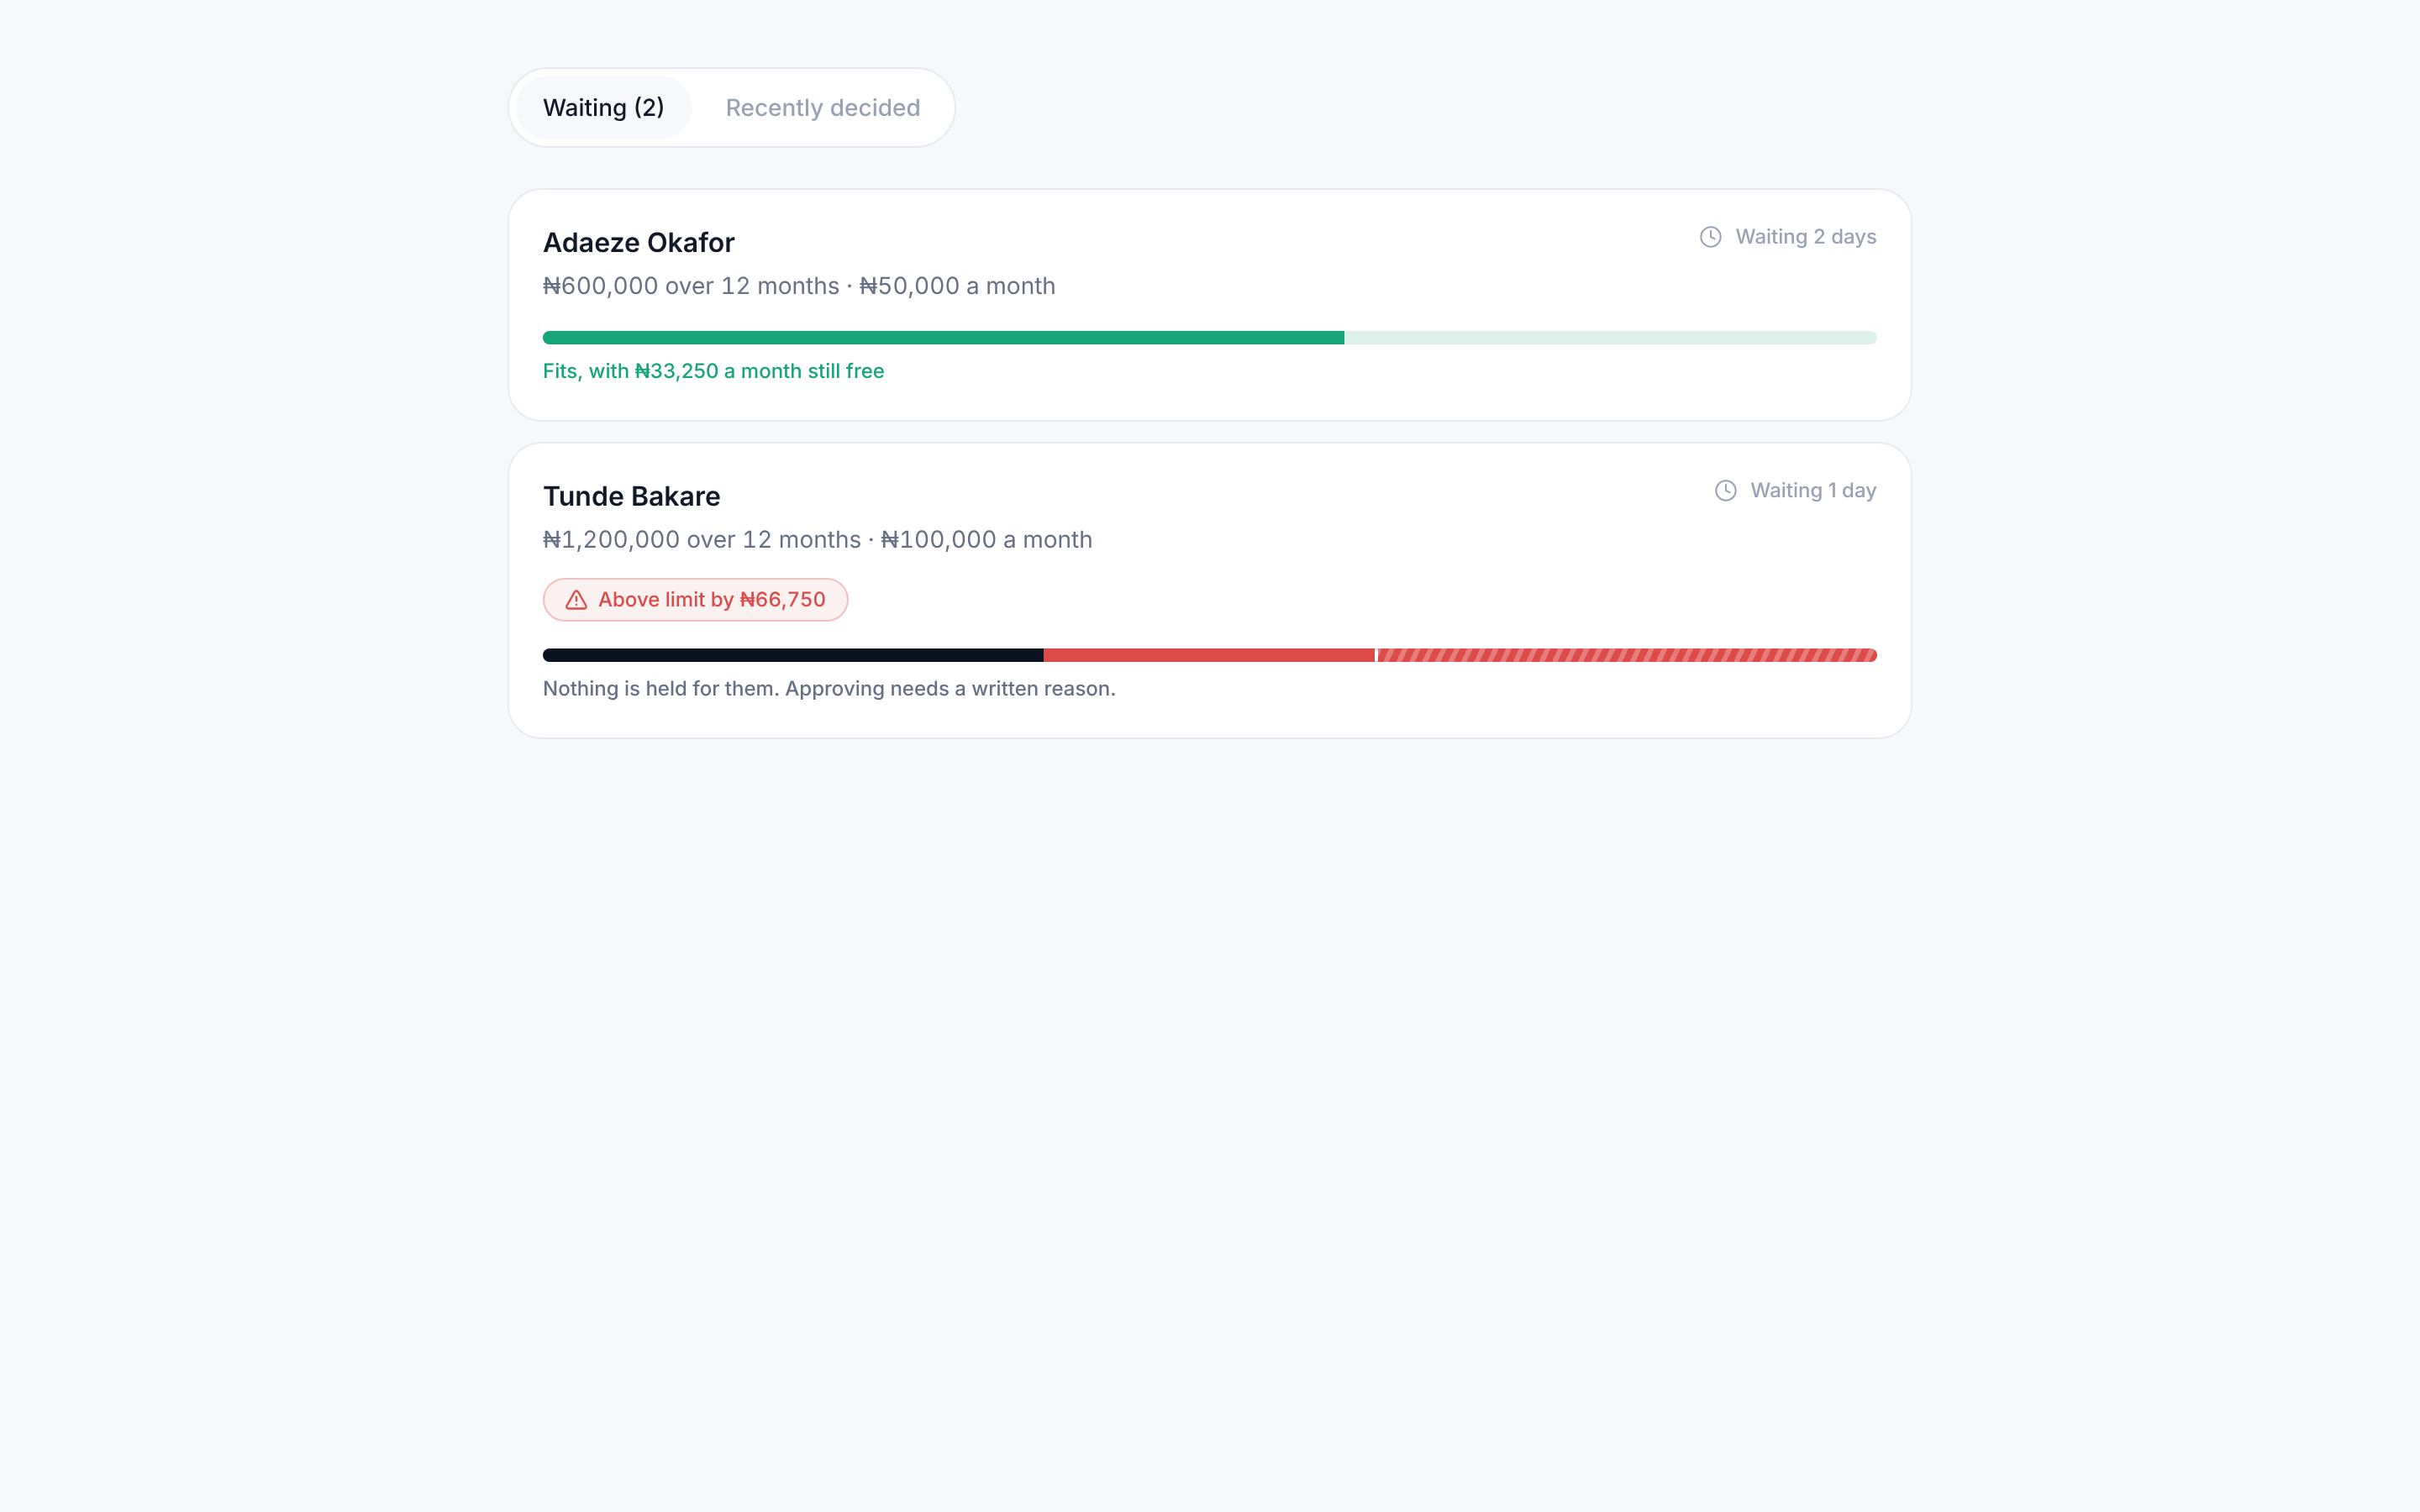 Waiting (2)
Recently decided
Adaeze Okafor
Waiting 2 days
₦600,000 over 12 months · ₦50,000 a month
Fits, with ₦33,250 a month still free
Tunde Bakare
Waiting 1 day
₦1,200,000 over 12 months · ₦100,000 a month
Above limit by ₦66,750
Nothing is held for them. Approving needs a written reason.